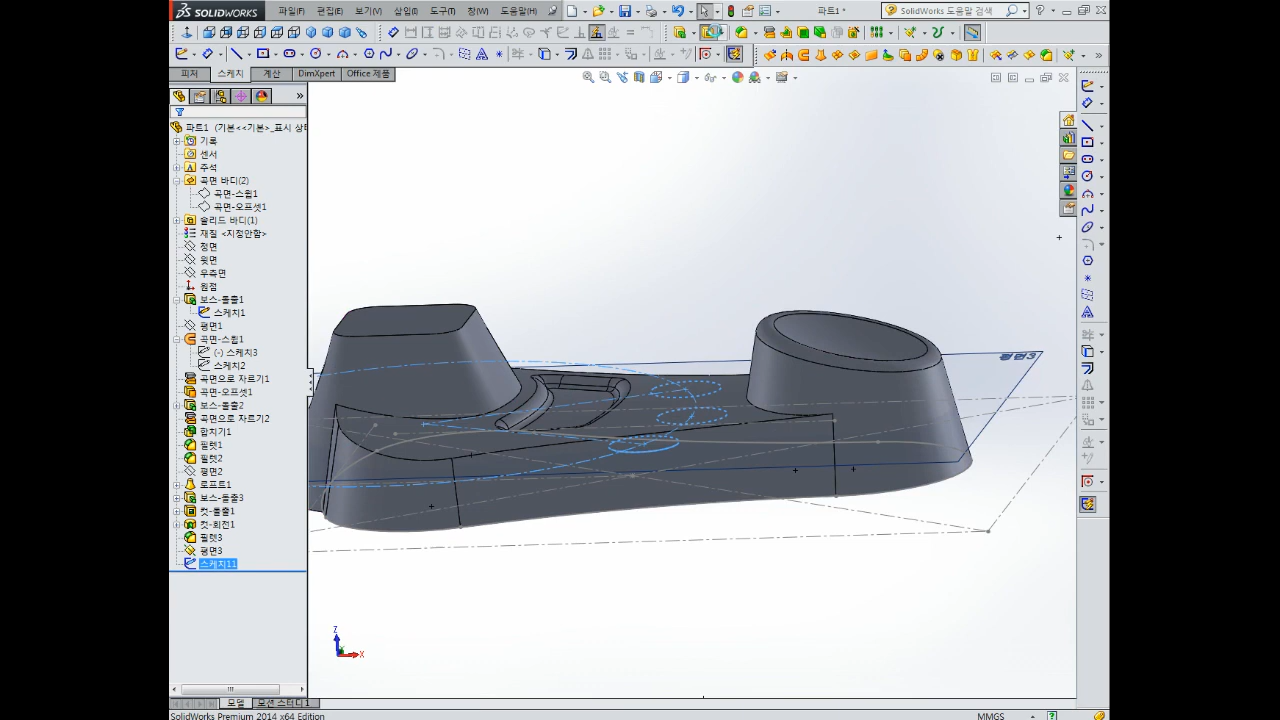 SOLIDWORKS 파일(F) 편집(E) 보기(V) 삽입(I) 도구(T) 창(W) 도움말(H) 파트1 * SolidWorks 도움말 검색
피처 스케치 계산 DimXpert Office 제품
파트1 (기본<<기본>_표시 상태
기록
센서
주석
곡면 바디(2)
곡면-스윕1
곡면-오프셋1
솔리드 바디(1)
재질 <지정안함>
정면
윗면
우측면
원점
보스-돌출1
스케치1
평면1
곡면-스윕1
(-) 스케치3
스케치2
곡면으로 자르기1
곡면-오프셋1
보스-돌출2
곡면으로 자르기2
합치기1
필렛1
필렛2
평면2
로프트1
보스-돌출3
컷-돌출1
컷-회전1
필렛3
평면3
스케치11
평면3
Z
X
모델 모션 스터디 1
SolidWorks Premium 2014 x64 Edition MMGS